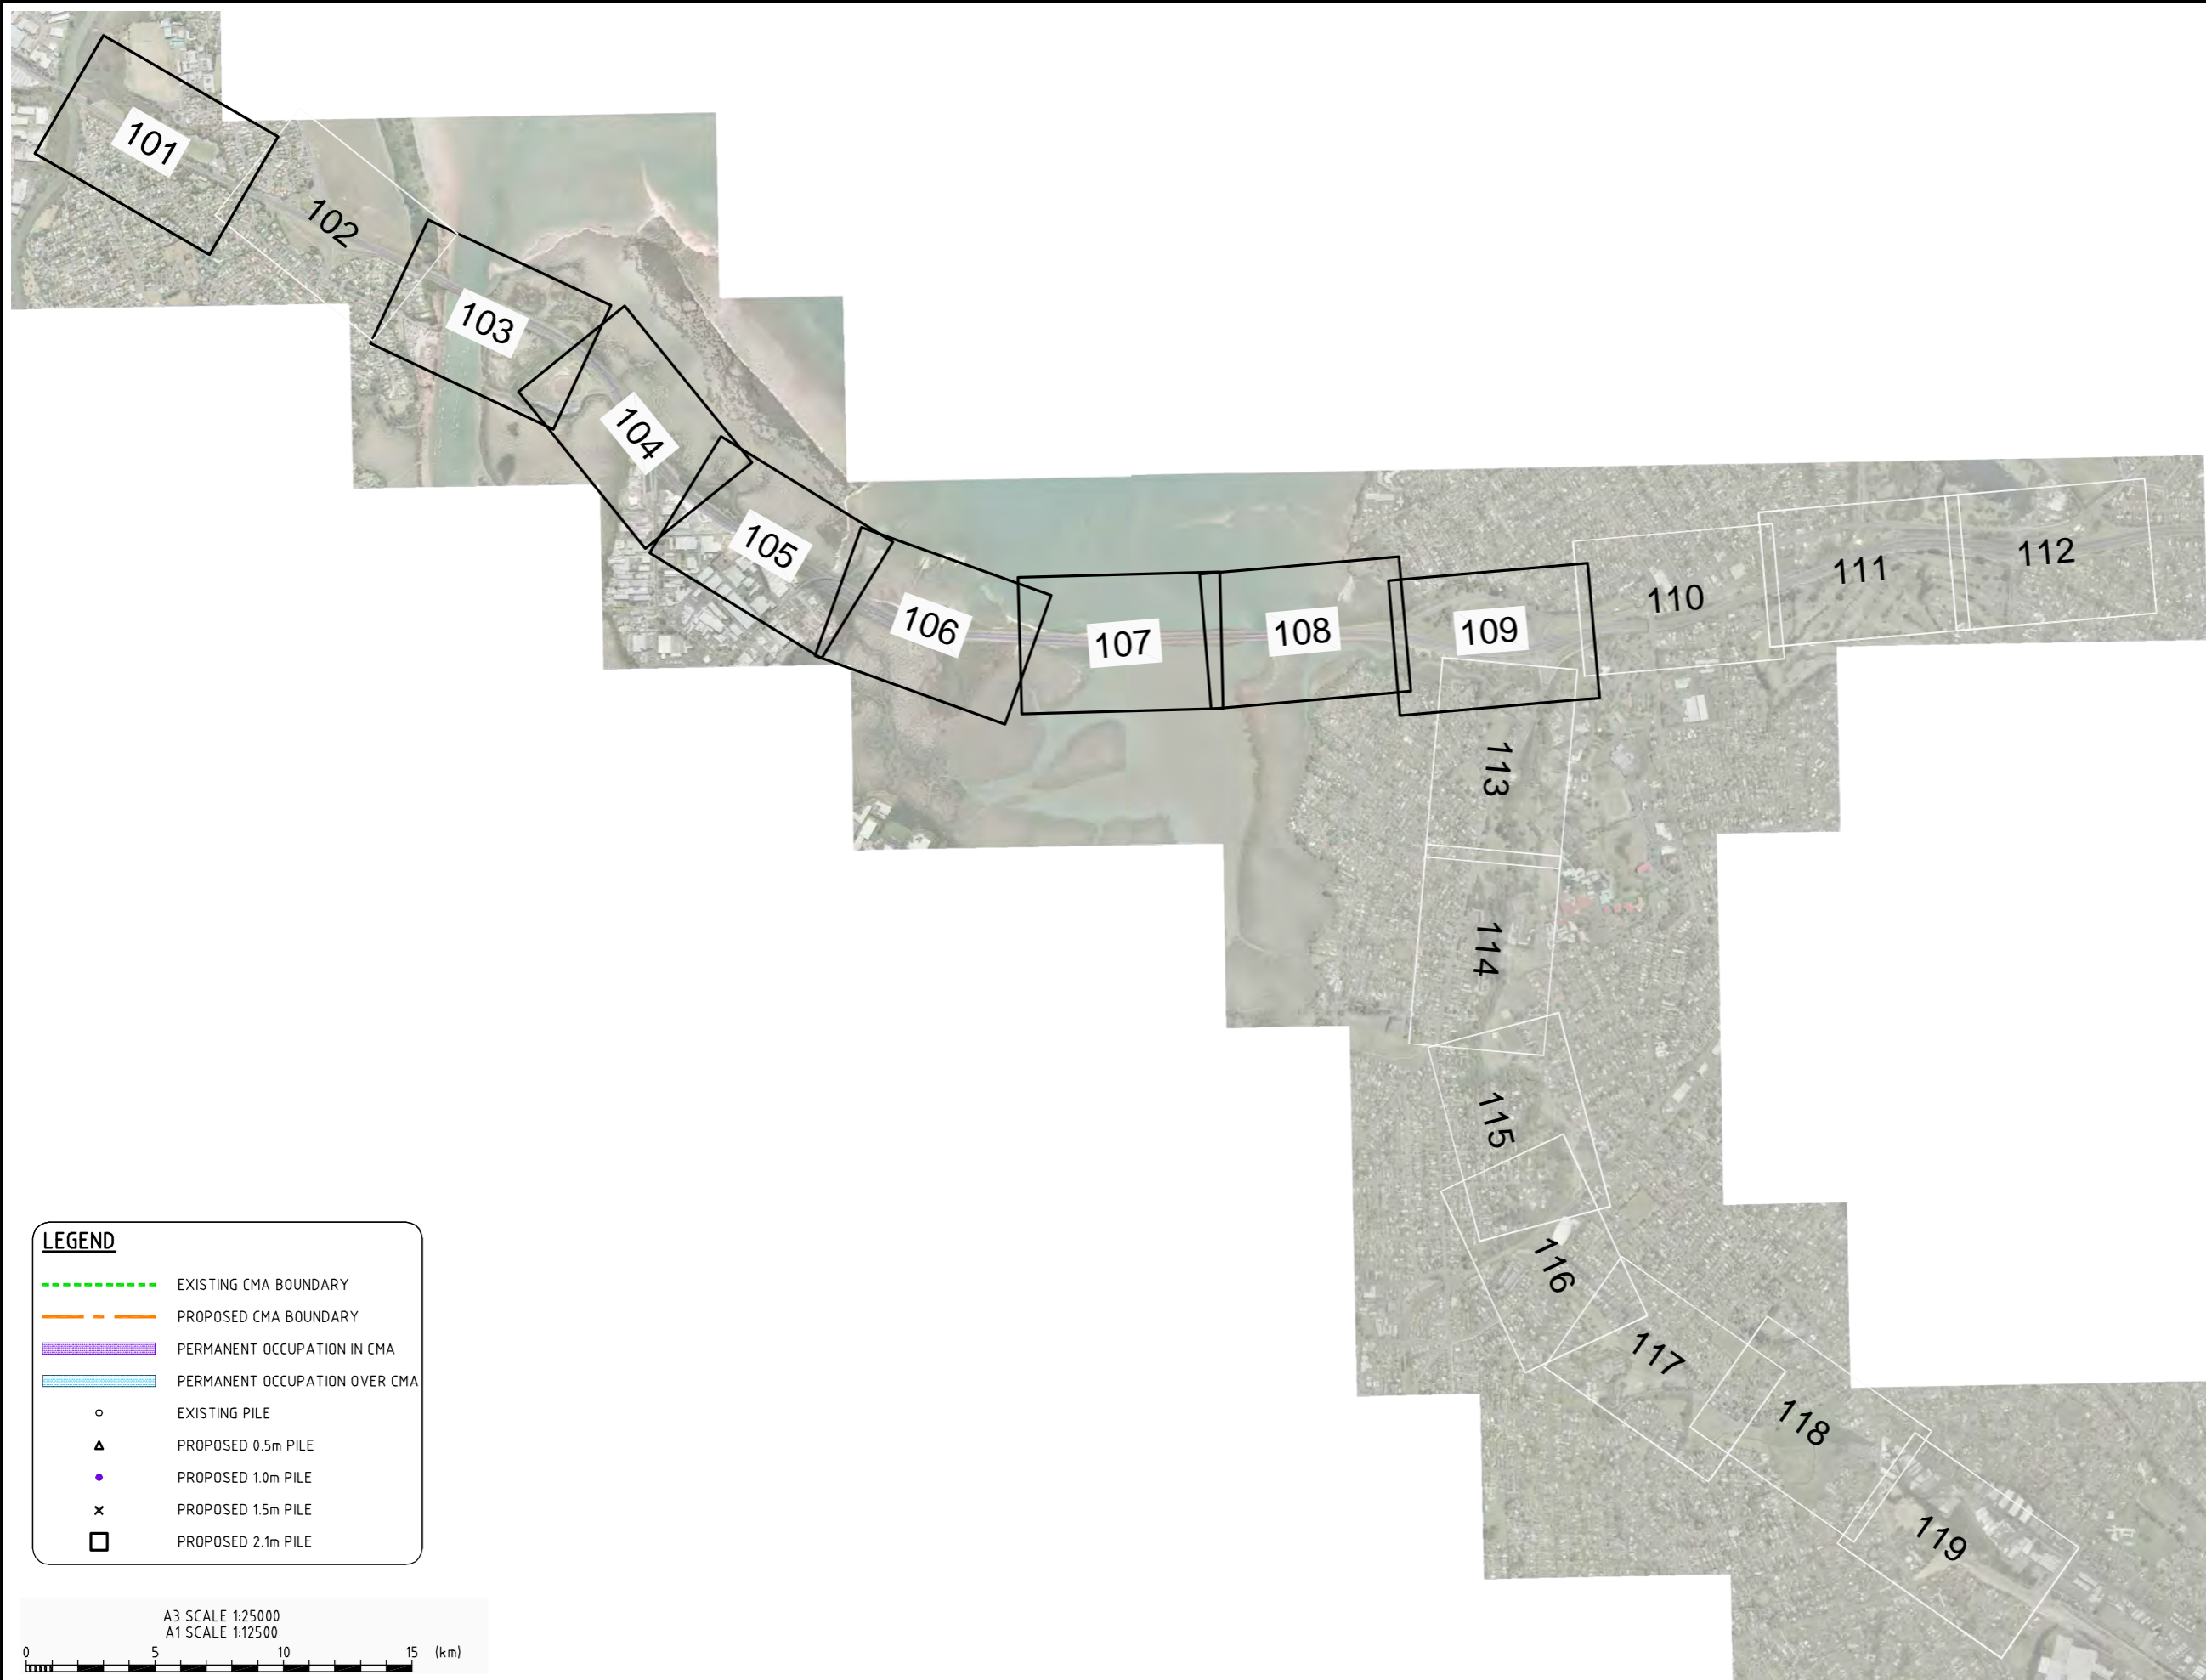 101
102
103
104
105
106
107
108
109
110
111
112
113
114
115
116
117
118
119
LEGEND
EXISTING CMA BOUNDARY
PROPOSED CMA BOUNDARY
PERMANENT OCCUPATION IN CMA
PERMANENT OCCUPATION OVER CMA
EXISTING PILE
PROPOSED 0.5m PILE
PROPOSED 1.0m PILE
PROPOSED 1.5m PILE
PROPOSED 2.1m PILE
A3 SCALE 1:25000
A1 SCALE 1:12500
0 5 10 15 (km)